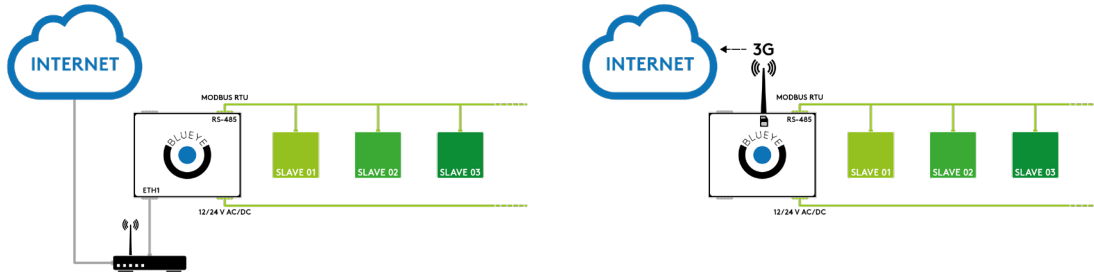 INTERNET
MODBUS RTU
RS-485
BLUEYE
SLAVE 01
SLAVE 02
SLAVE 03
ETH1
12/24 V AC/DC
INTERNET
3G
MODBUS RTU
RS-485
BLUEYE
SLAVE 01
SLAVE 02
SLAVE 03
12/24 V AC/DC